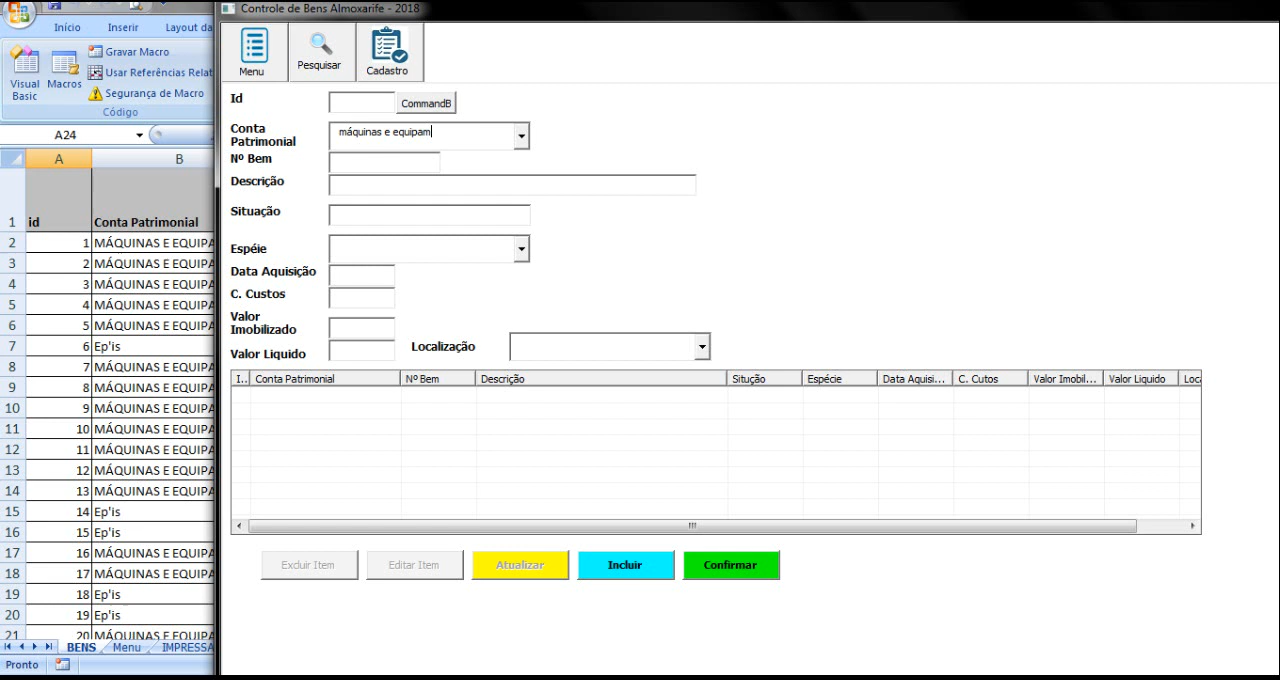 Controle de Bens Almoxarife - 2018
Início Inserir Layout da
Visual Basic
Macros
Gravar Macro
Usar Referências Relat
Segurança de Macro
Código
A24
A B
1 id Conta Patrimonial
2 1 MÁQUINAS E EQUIPA
3 2 MÁQUINAS E EQUIPA
4 3 MÁQUINAS E EQUIPA
5 4 MÁQUINAS E EQUIPA
6 5 MÁQUINAS E EQUIPA
7 6 Ep'is
8 7 MÁQUINAS E EQUIPA
9 8 MÁQUINAS E EQUIPA
10 9 MÁQUINAS E EQUIPA
11 10 MÁQUINAS E EQUIPA
12 11 MÁQUINAS E EQUIPA
13 12 MÁQUINAS E EQUIPA
14 13 MÁQUINAS E EQUIPA
15 14 Ep'is
16 15 Ep'is
17 16 MÁQUINAS E EQUIPA
18 17 MÁQUINAS E EQUIPA
19 18 Ep'is
20 19 Ep'is
21 20 MÁQUINAS E EQUIPA
BENS Menu IMPRESSA
Pronto
Menu Pesquisar Cadastro
Id CommandB
Conta
Patrimonial
máquinas e equipam
Nº Bem
Descrição
Situação
Espéie
Data Aquisição
C. Custos
Valor
Imobilizado
Valor Liquido
Localização
I... Conta Patrimonial Nº Bem Descrição Situção Espécie Data Aquisi... C. Cutos Valor Imobil... Valor Liquido Loca
Excluir Item Editar Item Atualizar Incluir Confirmar